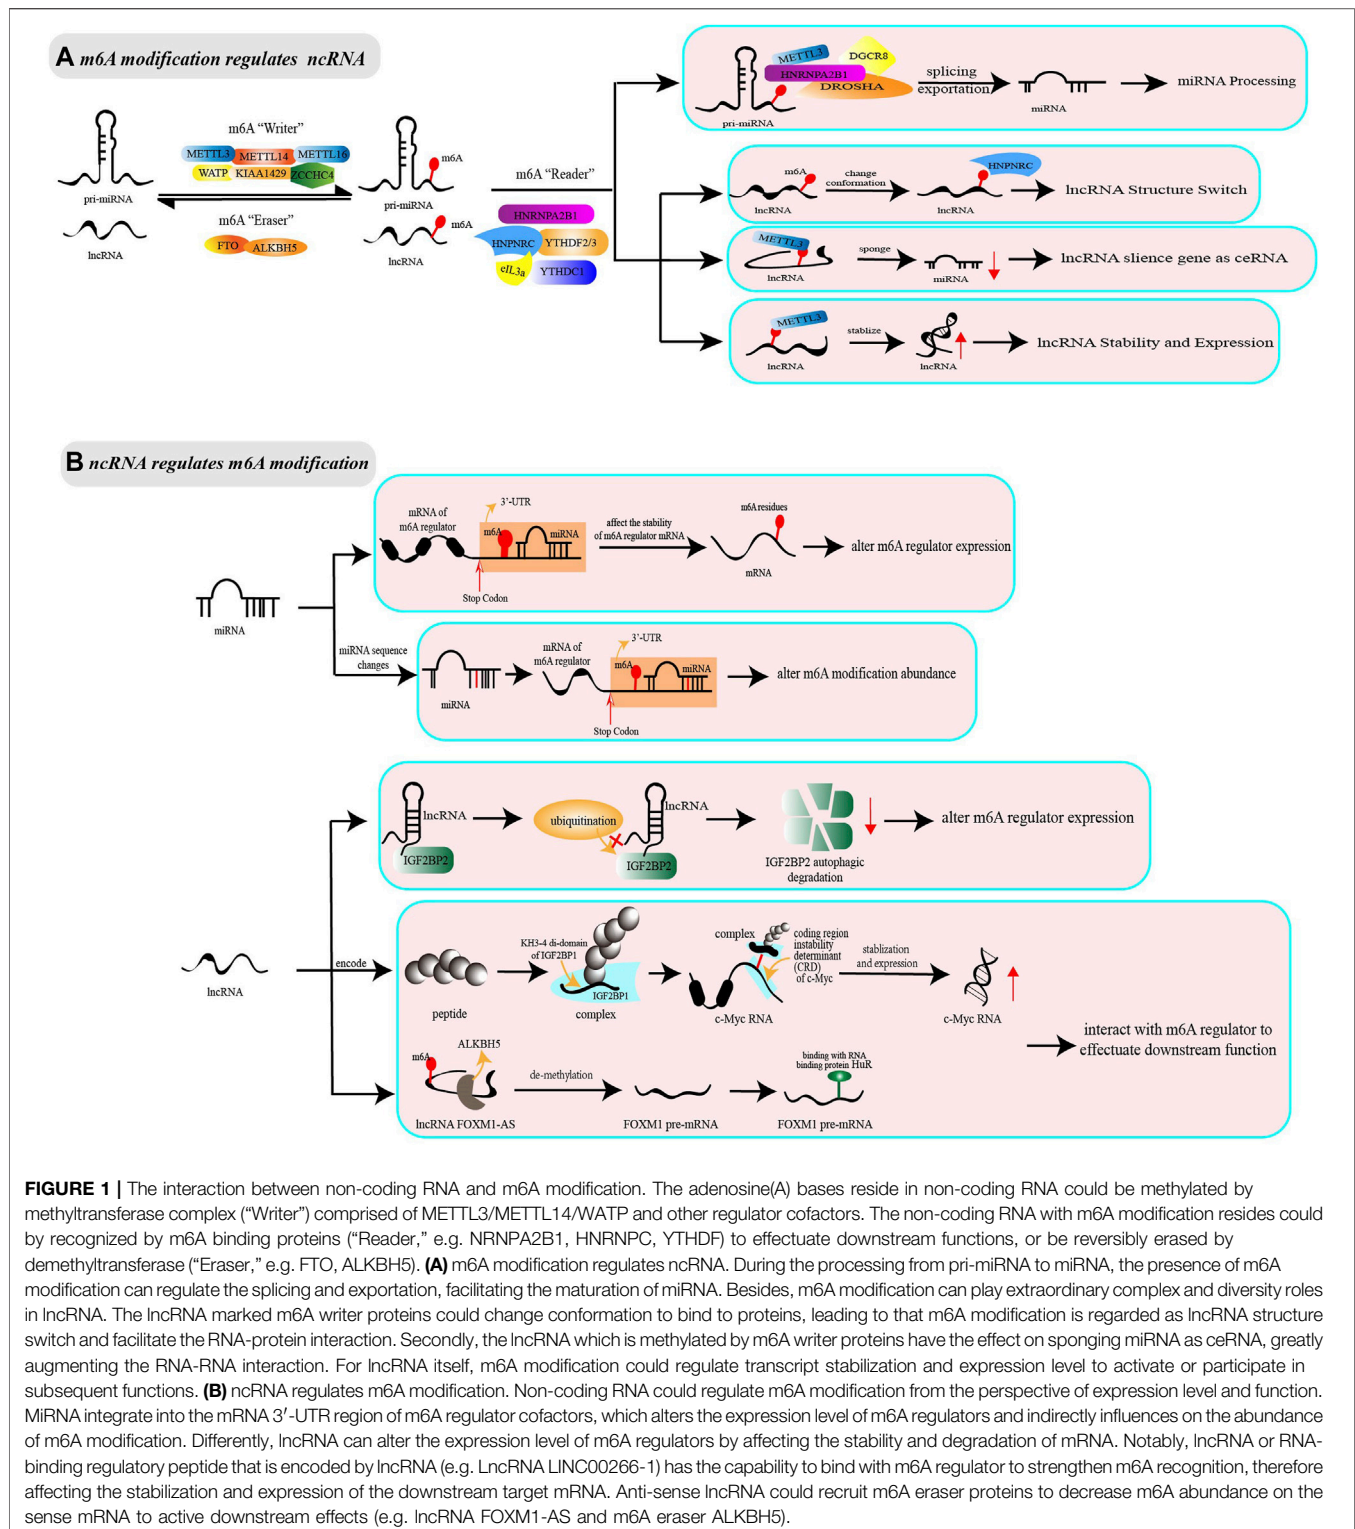 A m6A modification regulates ncRNA
m6A "Writer"
METTL3
METTL14
METTL16
WATP
KIAA1429
ZCCHC4
pri-miRNA
lncRNA
m6A "Eraser"
FTO
ALKBH5
m6A
pri-miRNA
m6A
lncRNA
m6A "Reader"
HNRNPA2B1
HNPNRC
YTHDF2/3
eIL3a
YTHDC1
METTL3
DGCR8
HNRNPA2B1
DROSHA
pri-miRNA
splicing
exportation
miRNA
miRNA Processing
m6A
lncRNA
change
conformation
HNPNRC
lncRNA
lncRNA Structure Switch
METTL3
lncRNA
sponge
miRNA
lncRNA slience gene as ceRNA
METTL3
lncRNA
stablize
lncRNA
lncRNA Stability and Expression
B ncRNA regulates m6A modification
miRNA
mRNA of
m6A regulator
3'-UTR
m6A
miRNA
Stop Codon
affect the stability
of m6A regulator mRNA
m6A residues
mRNA
alter m6A regulator expression
miRNA sequence
changes
miRNA
mRNA of
m6A regulator
3'-UTR
m6A
miRNA
Stop Codon
alter m6A modification abundance
lncRNA
IGF2BP2
ubiquitination
lncRNA
IGF2BP2
IGF2BP2 autophagic
degradation
alter m6A regulator expression
lncRNA
encode
peptide
KH3-4 di-domain
of IGF2BP1
IGF2BP1
complex
complex
coding region
instability
determinant
(CRD)
of c-Myc
c-Myc RNA
stablization
and expression
c-Myc RNA
interact with m6A regulator to
effectuate downstream function
m6A
ALKBH5
lncRNA FOXM1-AS
de-methylation
FOXM1 pre-mRNA
binding with RNA
binding protein HuR
FOXM1 pre-mRNA
FIGURE 1 | The interaction between non-coding RNA and m6A modification. The adenosine(A) bases reside in non-coding RNA could be methylated by
methyltransferase complex ("Writer") comprised of METTL3/METTL14/WATP and other regulator cofactors. The non-coding RNA with m6A modification resides could
by recognized by m6A binding proteins ("Reader," e.g. NRNPA2B1, HNRNPC, YTHDF) to effectuate downstream functions, or be reversibly erased by
demethyltransferase ("Eraser," e.g. FTO, ALKBH5). (A) m6A modification regulates ncRNA. During the processing from pri-miRNA to miRNA, the presence of m6A
modification can regulate the splicing and exportation, facilitating the maturation of miRNA. Besides, m6A modification can play extraordinary complex and diversity roles
in lncRNA. The lncRNA marked m6A writer proteins could change conformation to bind to proteins, leading to that m6A modification is regarded as lncRNA structure
switch and facilitate the RNA-protein interaction. Secondly, the lncRNA which is methylated by m6A writer proteins have the effect on sponging miRNA as ceRNA, greatly
augmenting the RNA-RNA interaction. For lncRNA itself, m6A modification could regulate transcript stabilization and expression level to activate or participate in
subsequent functions. (B) ncRNA regulates m6A modification. Non-coding RNA could regulate m6A modification from the perspective of expression level and function.
MiRNA integrate into the mRNA 3′-UTR region of m6A regulator cofactors, which alters the expression level of m6A regulators and indirectly influences on the abundance
of m6A modification. Differently, lncRNA can alter the expression level of m6A regulators by affecting the stability and degradation of mRNA. Notably, lncRNA or RNA-
binding regulatory peptide that is encoded by lncRNA (e.g. LncRNA LINC00266-1) has the capability to bind with m6A regulator to strengthen m6A recognition, therefore
affecting the stabilization and expression of the downstream target mRNA. Anti-sense lncRNA could recruit m6A eraser proteins to decrease m6A abundance on the
sense mRNA to active downstream effects (e.g. lncRNA FOXM1-AS and m6A eraser ALKBH5).